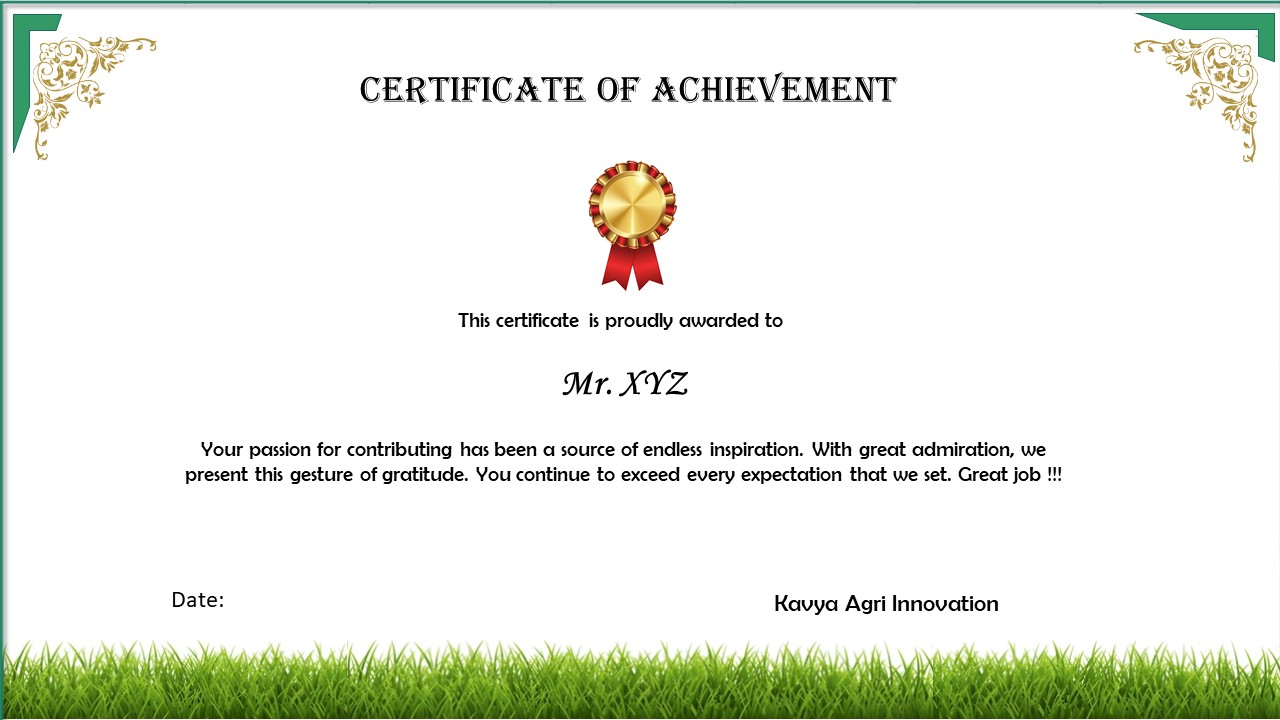 CERTIFICATE OF ACHIEVEMENT
This certificate is proudly awarded to
Mr. XYZ
Your passion for contributing has been a source of endless inspiration. With great admiration, we
present this gesture of gratitude. You continue to exceed every expectation that we set. Great job !!!
Date:
Kavya Agri Innovation